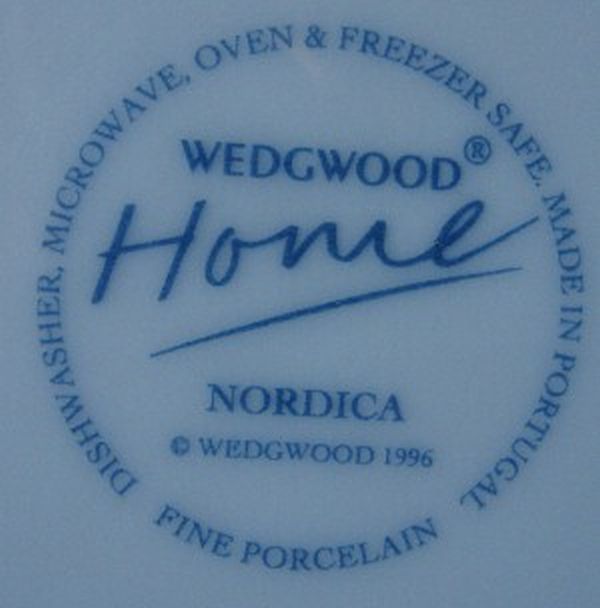 DISHWASHER, MICROWAVE, OVEN & FREEZER SAFE. MADE IN PORTUGAL
WEDGWOOD®
Home
NORDICA
© WEDGWOOD 1996
FINE PORCELAIN